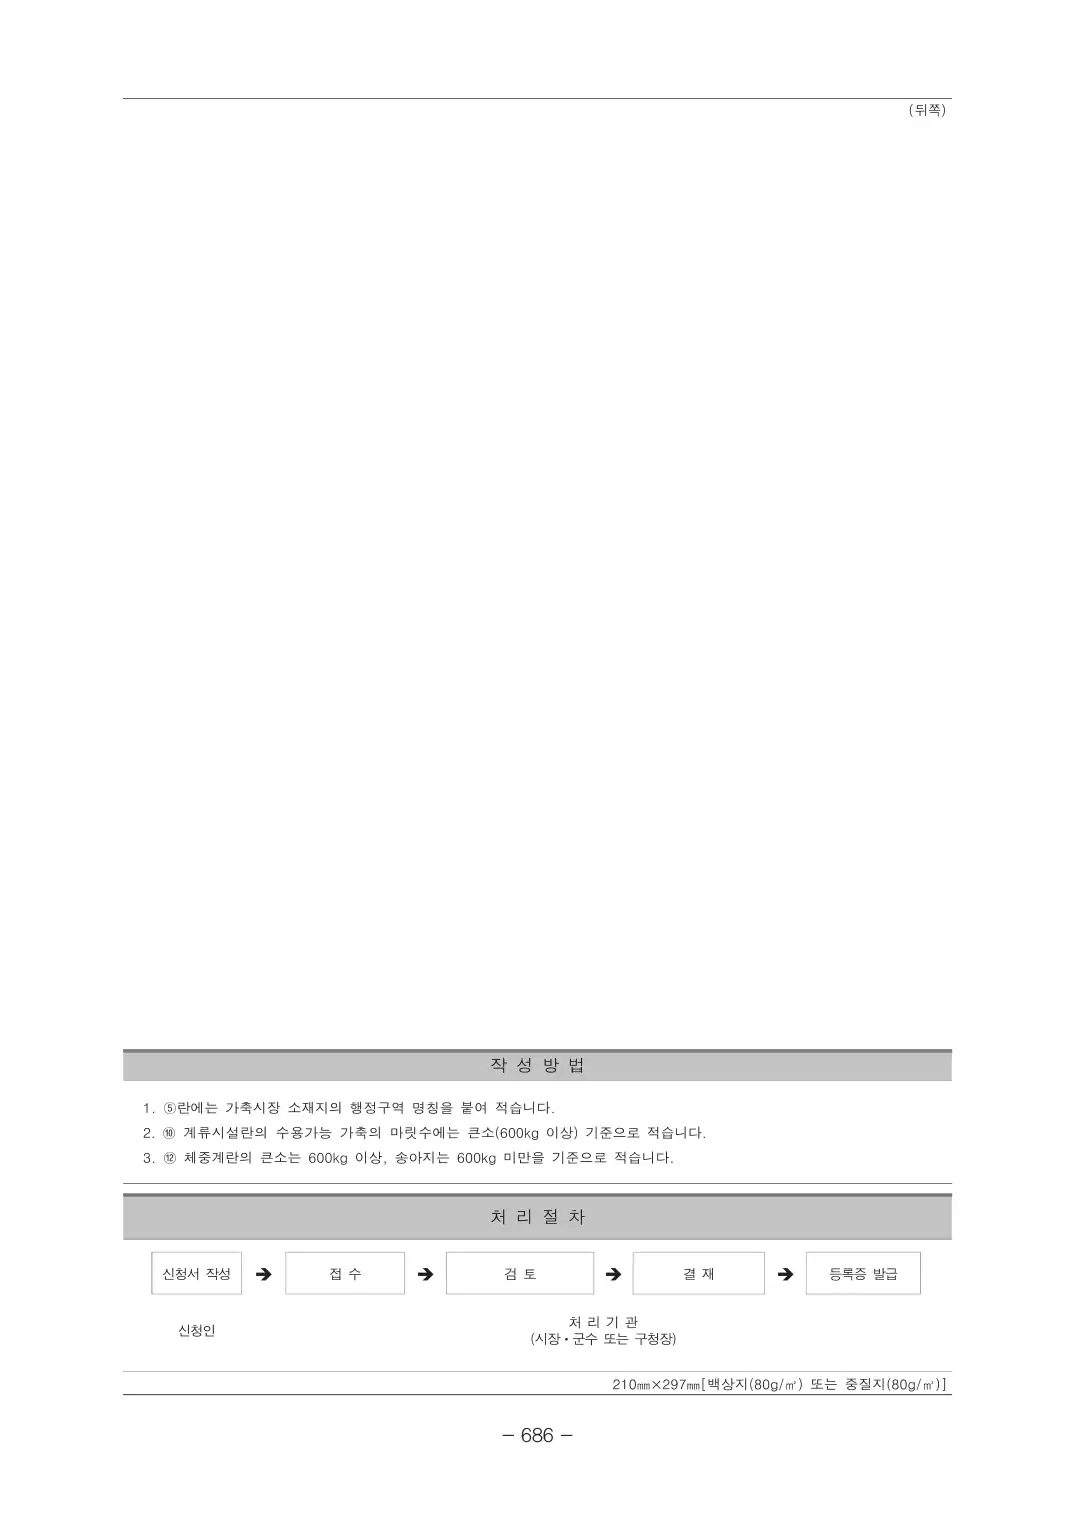 (뒤쪽)
작 성 방 법
1. ⑤란에는 가축시장 소재지의 행정구역 명칭을 붙여 적습니다.
2. ⑩ 계류시설란의 수용가능 가축의 마릿수에는 큰소(600kg 이상) 기준으로 적습니다.
3. ⑫ 체중계란의 큰소는 600kg 이상, 송아지는 600kg 미만을 기준으로 적습니다.
처 리 절 차
신청서 작성 ➔ 접 수 ➔ 검 토 ➔ 결 재 ➔ 등록증 발급
신청인
처 리 기 관
(시장・군수 또는 구청장)
210㎜×297㎜[백상지(80g/㎡) 또는 중질지(80g/㎡)]
- 686 -